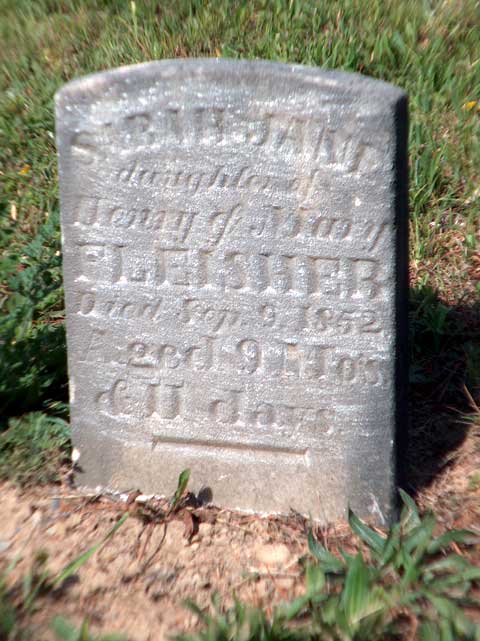 SARAH JANE
daughter of
Henry & Mary
FLEISHER
Died Sep. 9, 1852
Aged 9 Mos.
& 11 days.